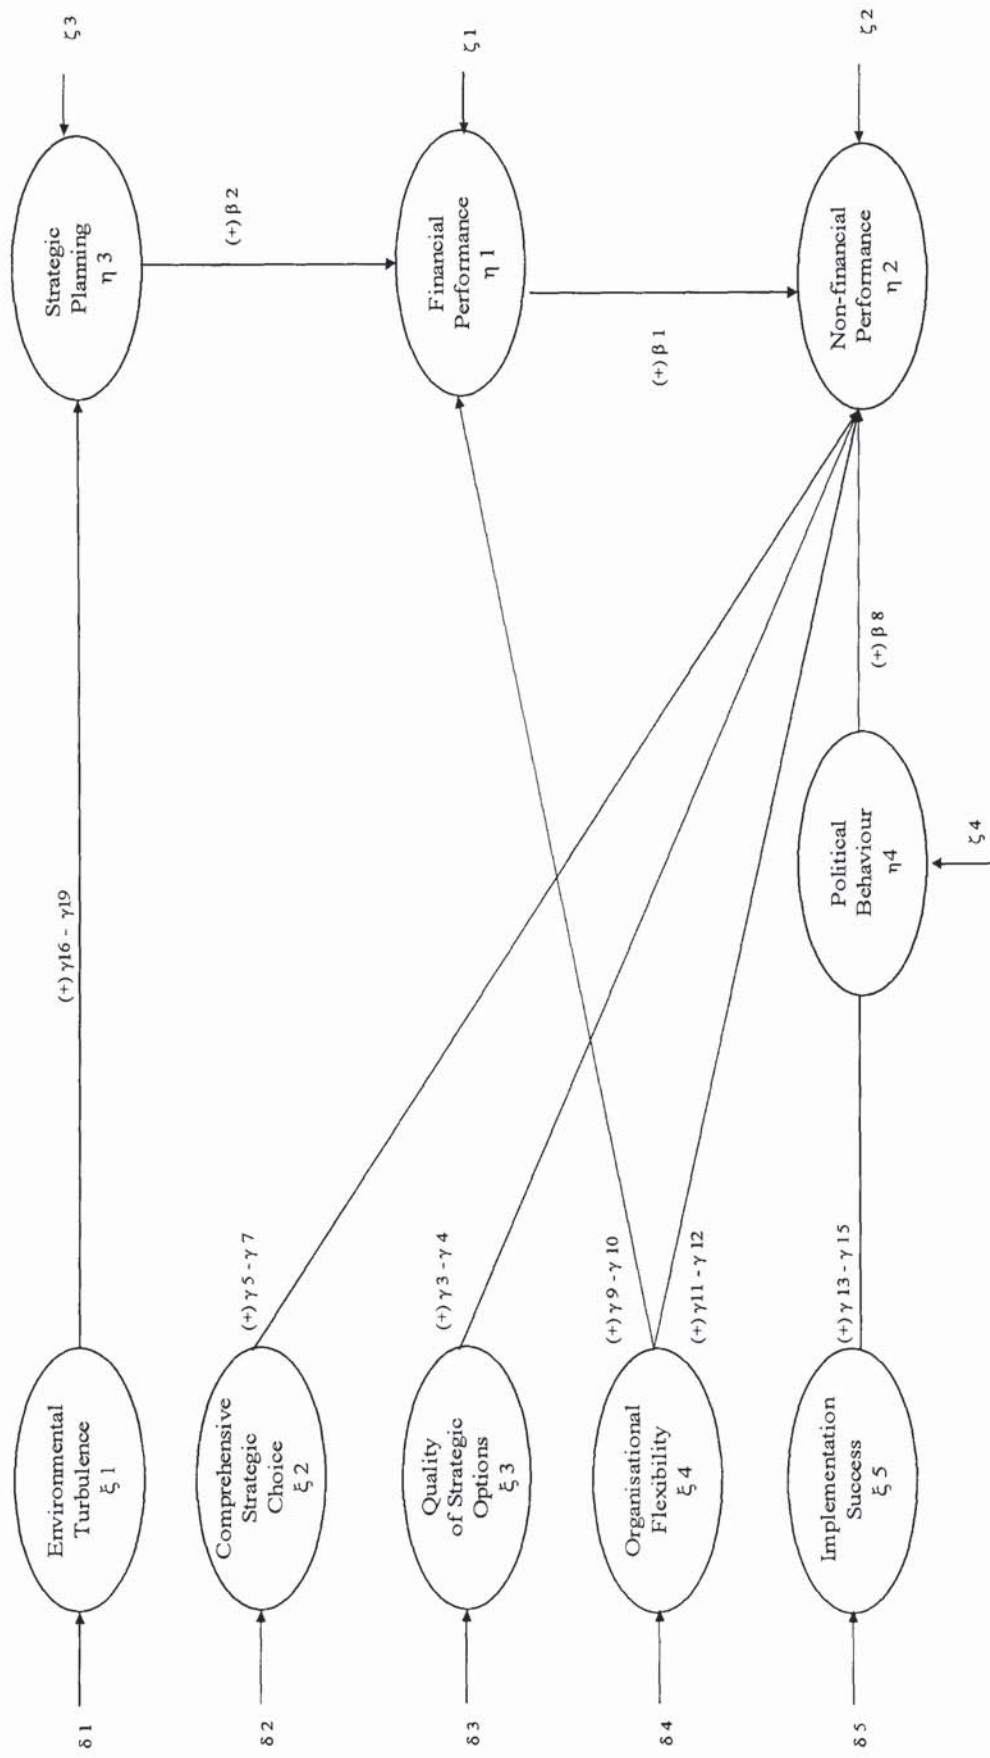 δ 1
Environmental
Turbulence
ξ 1
(+) γ16 - γ19
Strategic
Planning
η 3
ζ 3
(+) β 2
δ 2
Comprehensive
Strategic
Choice
ξ 2
(+) γ 5 - γ 7
δ 3
Quality
of Strategic
Options
ξ 3
(+) γ 3 - γ 4
Financial
Performance
η 1
ζ 1
(+) β 1
δ 4
Organisational
Flexibility
ξ 4
(+) γ 9 - γ 10
(+) γ11 - γ 12
δ 5
Implementation
Success
ξ 5
(+) γ 13 - γ 15
Political
Behaviour
η4
ζ 4
(+) β 8
Non-financial
Performance
η 2
ζ 2